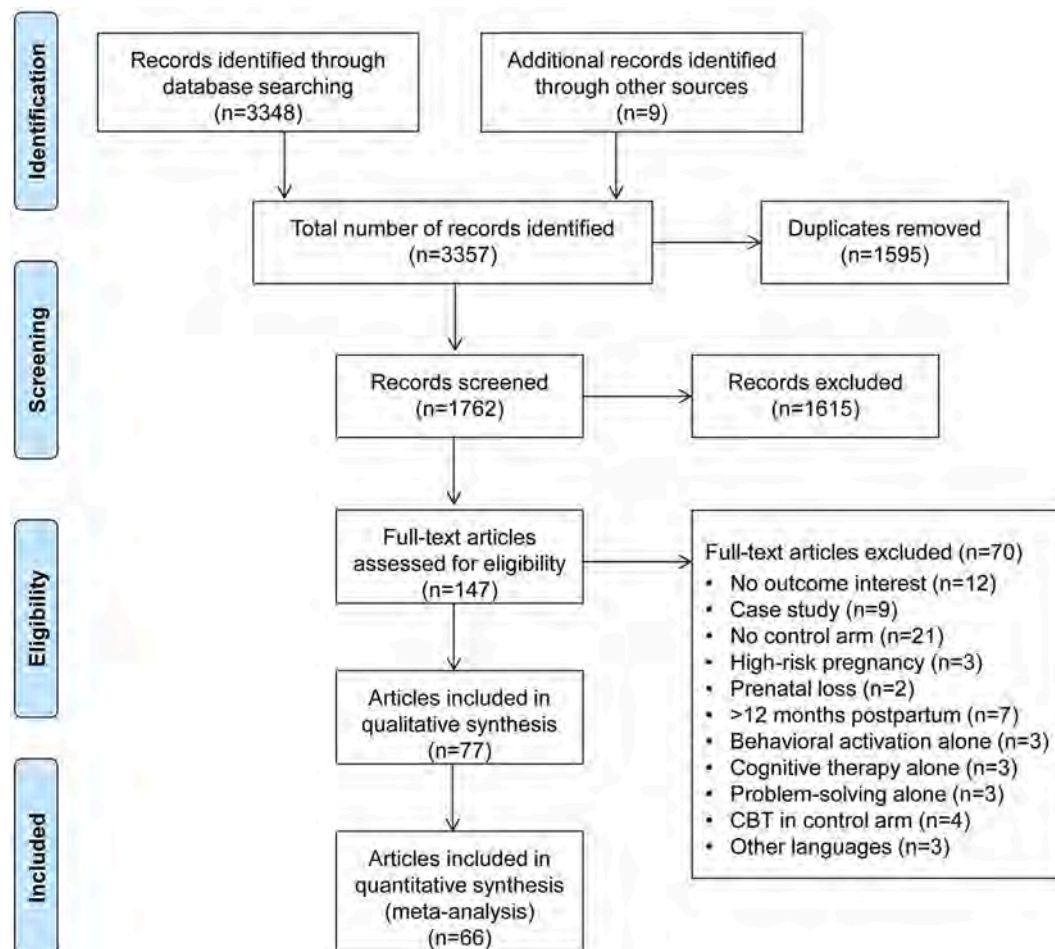 Identification
Records identified through
database searching
(n=3348)
Additional records identified
through other sources
(n=9)
Total number of records identified
(n=3357)
Duplicates removed
(n=1595)
Screening
Records screened
(n=1762)
Records excluded
(n=1615)
Eligibility
Full-text articles
assessed for eligibility
(n=147)
Full-text articles excluded (n=70)
• No outcome interest (n=12)
• Case study (n=9)
• No control arm (n=21)
• High-risk pregnancy (n=3)
• Prenatal loss (n=2)
• >12 months postpartum (n=7)
• Behavioral activation alone (n=3)
• Cognitive therapy alone (n=3)
• Problem-solving alone (n=3)
• CBT in control arm (n=4)
• Other languages (n=3)
Articles included in
qualitative synthesis
(n=77)
Included
Articles included in
quantitative synthesis
(meta-analysis)
(n=66)